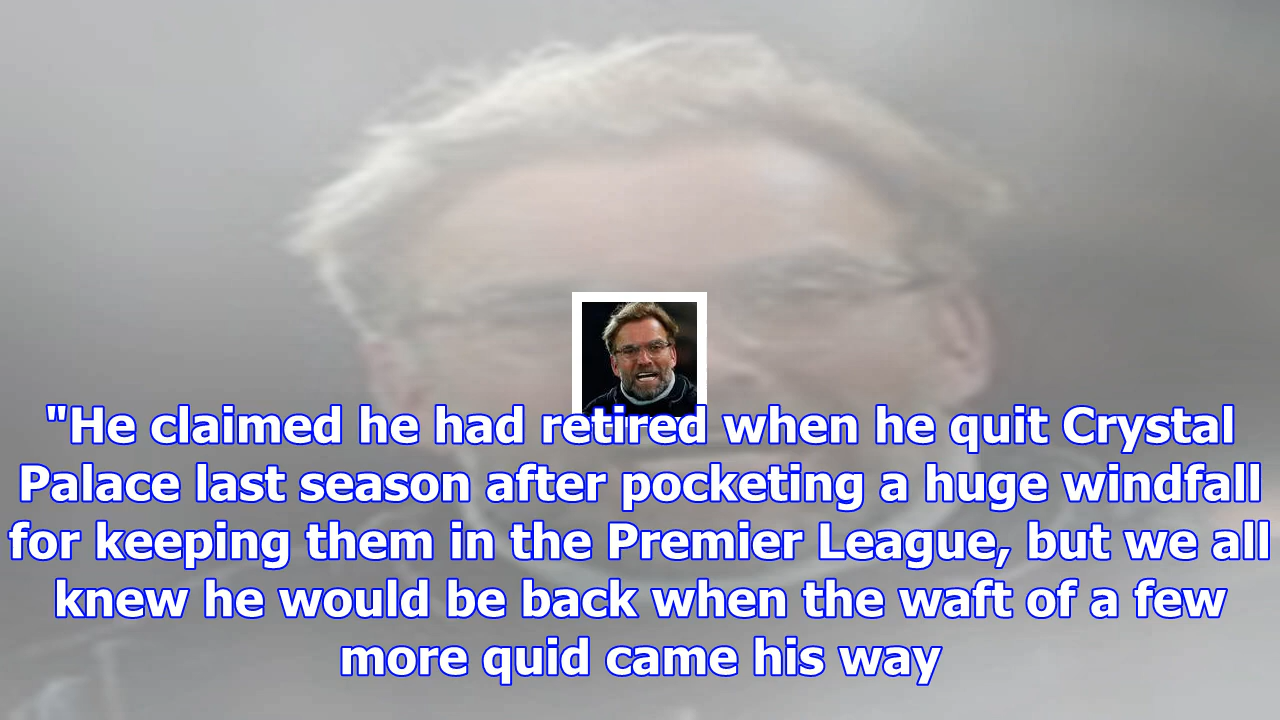 "He claimed he had retired when he quit Crystal
Palace last season after pocketing a huge windfall
for keeping them in the Premier League, but we all
knew he would be back when the waft of a few
more quid came his way